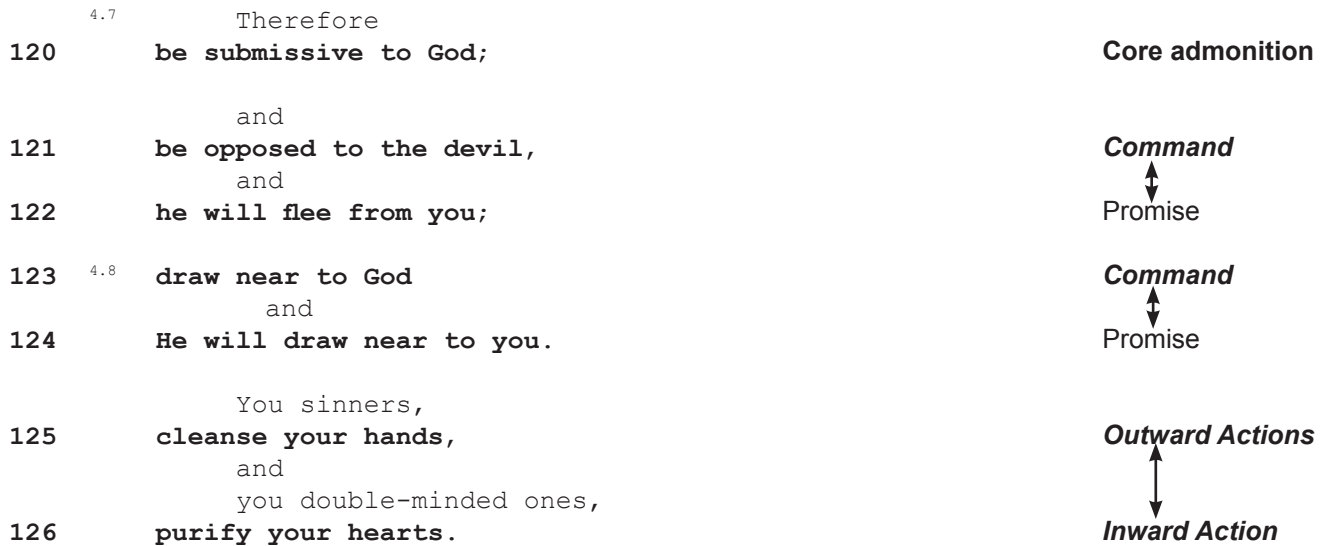 4.7 Therefore
120 be submissive to God; Core admonition
and
121 be opposed to the devil, Command
and
122 he will flee from you; Promise
123 4.8 draw near to God Command
and
124 He will draw near to you. Promise
You sinners,
125 cleanse your hands, Outward Actions
and
you double-minded ones,
126 purify your hearts. Inward Action